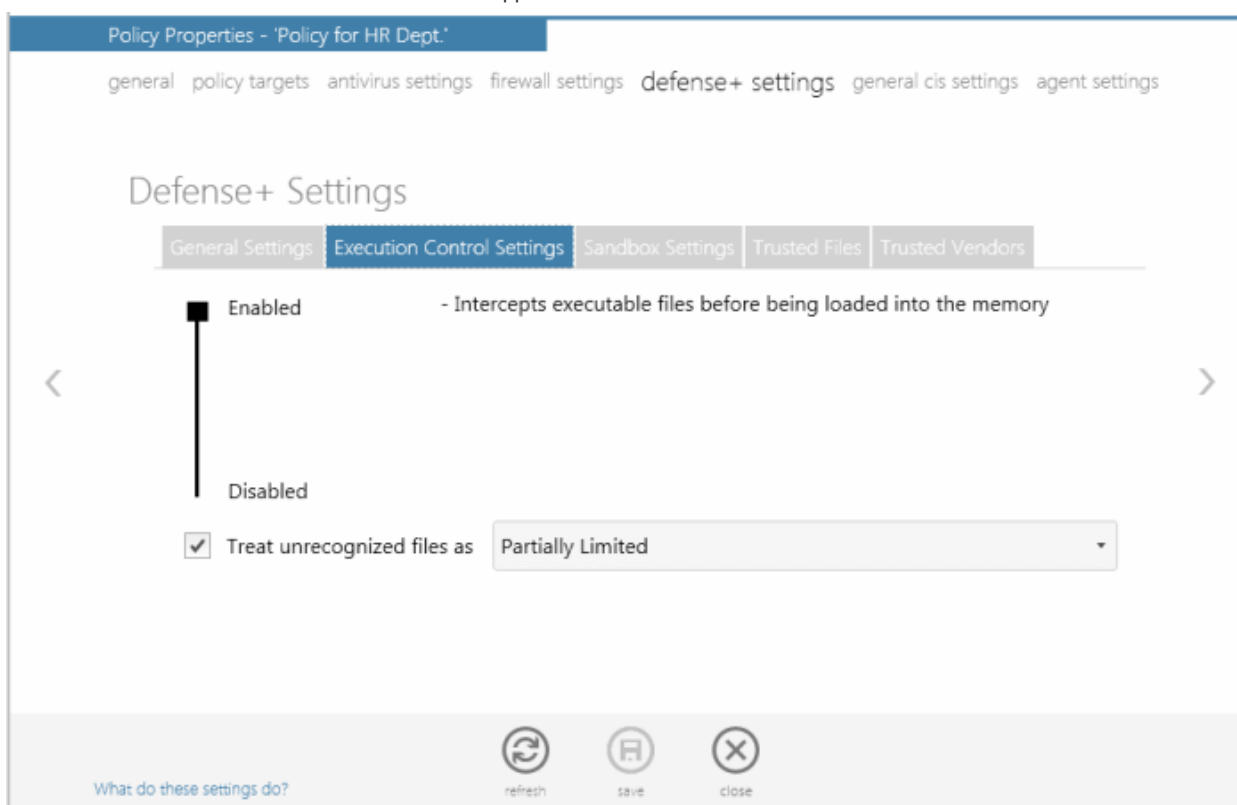 Policy Properties - 'Policy for HR Dept.'
general policy targets antivirus settings firewall settings defense+ settings general cis settings agent settings
Defense+ Settings
General Settings Execution Control Settings Sandbox Settings Trusted Files Trusted Vendors
Enabled - Intercepts executable files before being loaded into the memory
Disabled
Treat unrecognized files as Partially Limited
What do these settings do? refresh save close